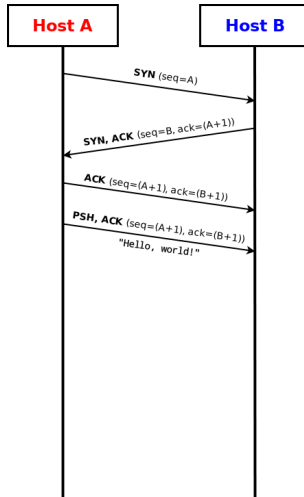 Host A
Host B
SYN (seq=A)
SYN, ACK (seq=B, ack=(A+1))
ACK (seq=(A+1), ack=(B+1))
PSH, ACK (seq=(A+1), ack=(B+1))
"Hello, world!"